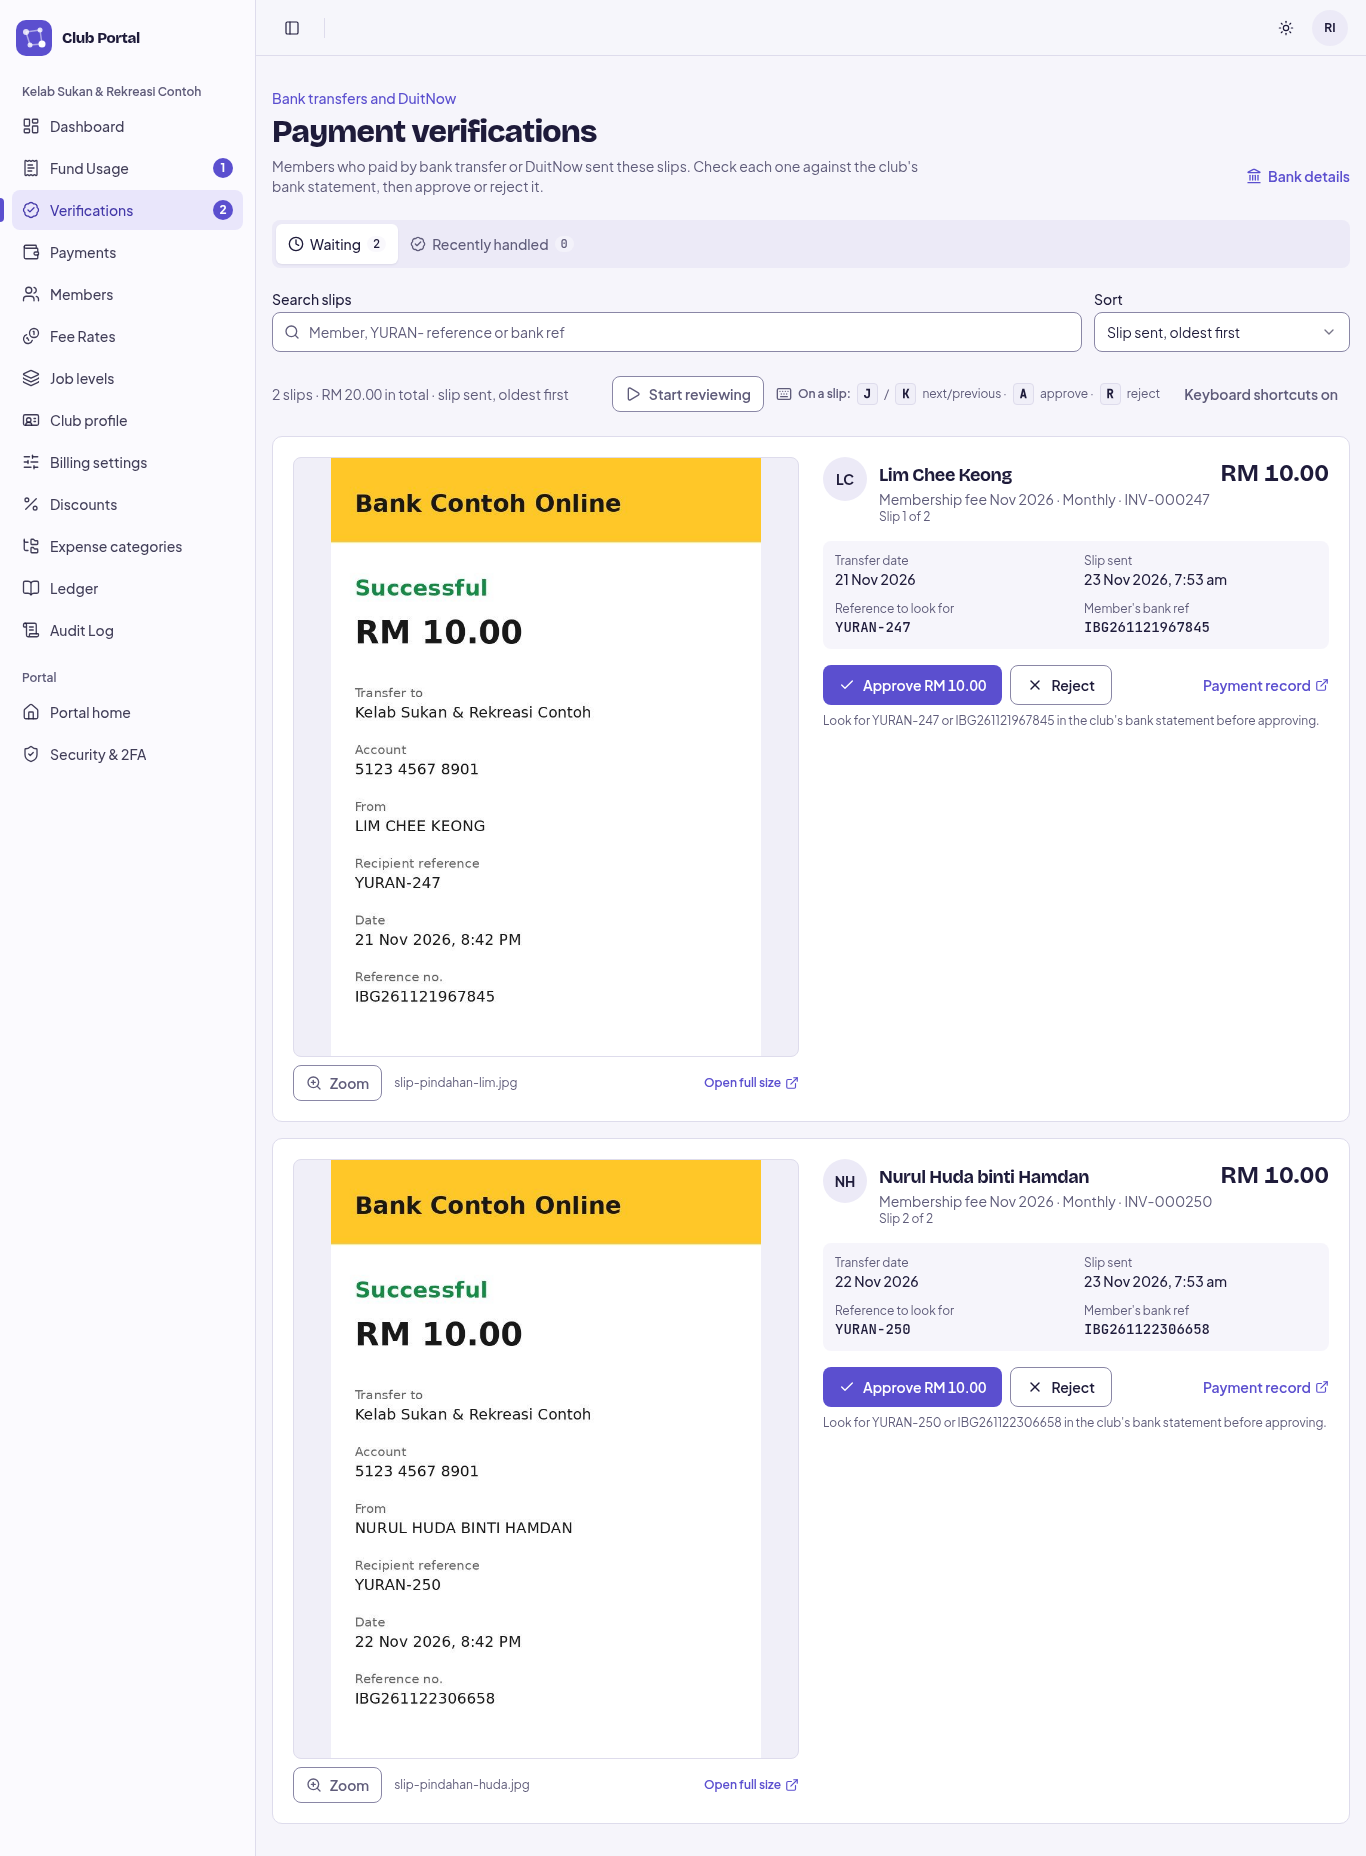 Club Portal
Kelab Sukan & Rekreasi Contoh
Dashboard
Fund Usage 1
Verifications 2
Payments
Members
Fee Rates
Job levels
Club profile
Billing settings
Discounts
Expense categories
Ledger
Audit Log
Portal
Portal home
Security & 2FA
RI
Bank transfers and DuitNow
Payment verifications
Members who paid by bank transfer or DuitNow sent these slips. Check each one against the club's
bank statement, then approve or reject it.
Bank details
Waiting 2 Recently handled 0
Search slips
Member, YURAN- reference or bank ref
Sort
Slip sent, oldest first
2 slips · RM 20.00 in total · slip sent, oldest first
Start reviewing
On a slip: J / K next/previous · A approve · R reject
Keyboard shortcuts on
Bank Contoh Online
Successful
RM 10.00
Transfer to
Kelab Sukan & Rekreasi Contoh
Account
5123 4567 8901
From
LIM CHEE KEONG
Recipient reference
YURAN-247
Date
21 Nov 2026, 8:42 PM
Reference no.
IBG261121967845
Zoom
slip-pindahan-lim.jpg
Open full size
LC
Lim Chee Keong
RM 10.00
Membership fee Nov 2026 · Monthly · INV-000247
Slip 1 of 2
Transfer date
21 Nov 2026
Slip sent
23 Nov 2026, 7:53 am
Reference to look for
YURAN-247
Member's bank ref
IBG261121967845
Approve RM 10.00
Reject
Payment record
Look for YURAN-247 or IBG261121967845 in the club's bank statement before approving.
Bank Contoh Online
Successful
RM 10.00
Transfer to
Kelab Sukan & Rekreasi Contoh
Account
5123 4567 8901
From
NURUL HUDA BINTI HAMDAN
Recipient reference
YURAN-250
Date
22 Nov 2026, 8:42 PM
Reference no.
IBG261122306658
Zoom
slip-pindahan-huda.jpg
Open full size
NH
Nurul Huda binti Hamdan
RM 10.00
Membership fee Nov 2026 · Monthly · INV-000250
Slip 2 of 2
Transfer date
22 Nov 2026
Slip sent
23 Nov 2026, 7:53 am
Reference to look for
YURAN-250
Member's bank ref
IBG261122306658
Approve RM 10.00
Reject
Payment record
Look for YURAN-250 or IBG261122306658 in the club's bank statement before approving.